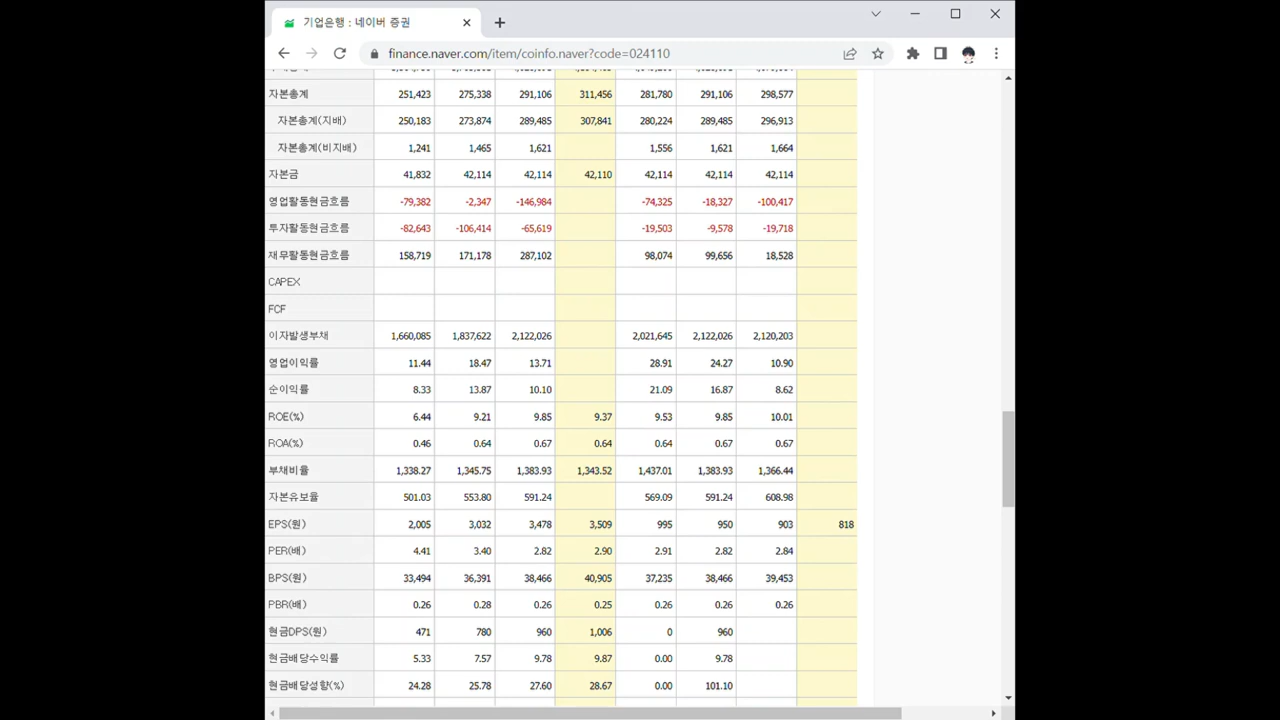 기업은행 : 네이버 증권
finance.naver.com/item/coinfo.naver?code=024110
자본총계 251,423 275,338 291,106 311,456 281,780 291,106 298,577
자본총계(지배) 250,183 273,874 289,485 307,841 280,224 289,485 296,913
자본총계(비지배) 1,241 1,465 1,621 1,556 1,621 1,664
자본금 41,832 42,114 42,114 42,110 42,114 42,114 42,114
영업활동현금흐름 -79,382 -2,347 -146,984 -74,325 -18,327 -100,417
투자활동현금흐름 -82,643 -106,414 -65,619 -19,503 -9,578 -19,718
재무활동현금흐름 158,719 171,178 287,102 98,074 99,656 18,528
CAPEX
FCF
이자발생부채 1,660,085 1,837,622 2,122,026 2,021,645 2,122,026 2,120,203
영업이익률 11.44 18.47 13.71 28.91 24.27 10.90
순이익률 8.33 13.87 10.10 21.09 16.87 8.62
ROE(%) 6.44 9.21 9.85 9.37 9.53 9.85 10.01
ROA(%) 0.46 0.64 0.67 0.64 0.64 0.67 0.67
부채비율 1,338.27 1,345.75 1,383.93 1,343.52 1,437.01 1,383.93 1,366.44
자본유보율 501.03 553.80 591.24 569.09 591.24 608.98
EPS(원) 2,005 3,032 3,478 3,509 995 950 903 818
PER(배) 4.41 3.40 2.82 2.90 2.91 2.82 2.84
BPS(원) 33,494 36,391 38,466 40,905 37,235 38,466 39,453
PBR(배) 0.26 0.28 0.26 0.25 0.26 0.26 0.26
현금DPS(원) 471 780 960 1,006 0 960
현금배당수익률 5.33 7.57 9.78 9.87 0.00 9.78
현금배당성향(%) 24.28 25.78 27.60 28.67 0.00 101.10